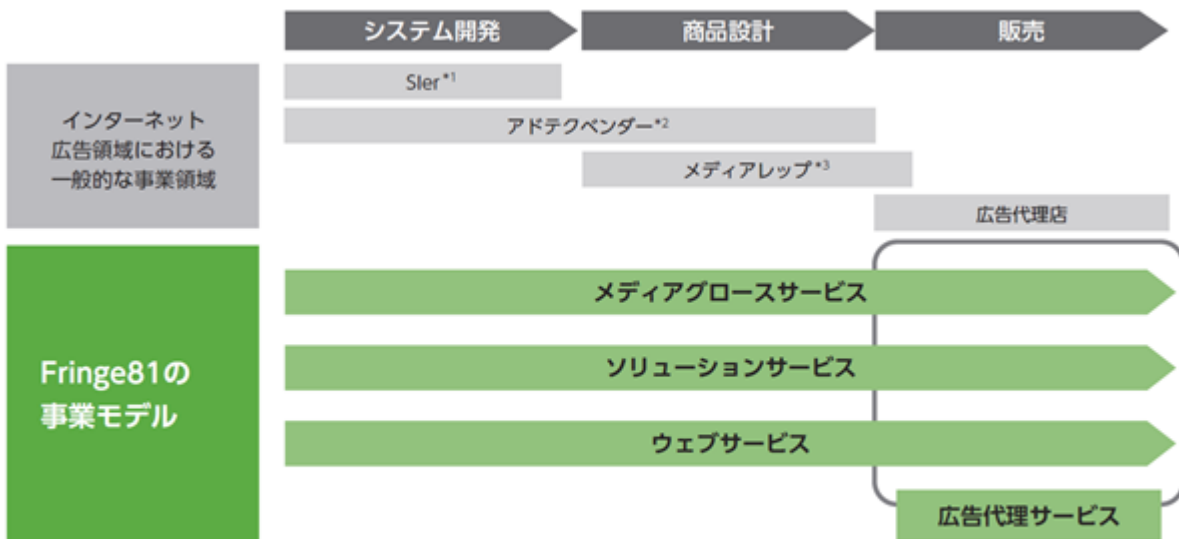 システム開発
商品設計
販売
インターネット
広告領域における
一般的な事業領域
SIer*1
アドテクベンダー*2
メディアレップ*3
広告代理店
Fringe81の
事業モデル
メディアグロースサービス
ソリューションサービス
ウェブサービス
広告代理サービス